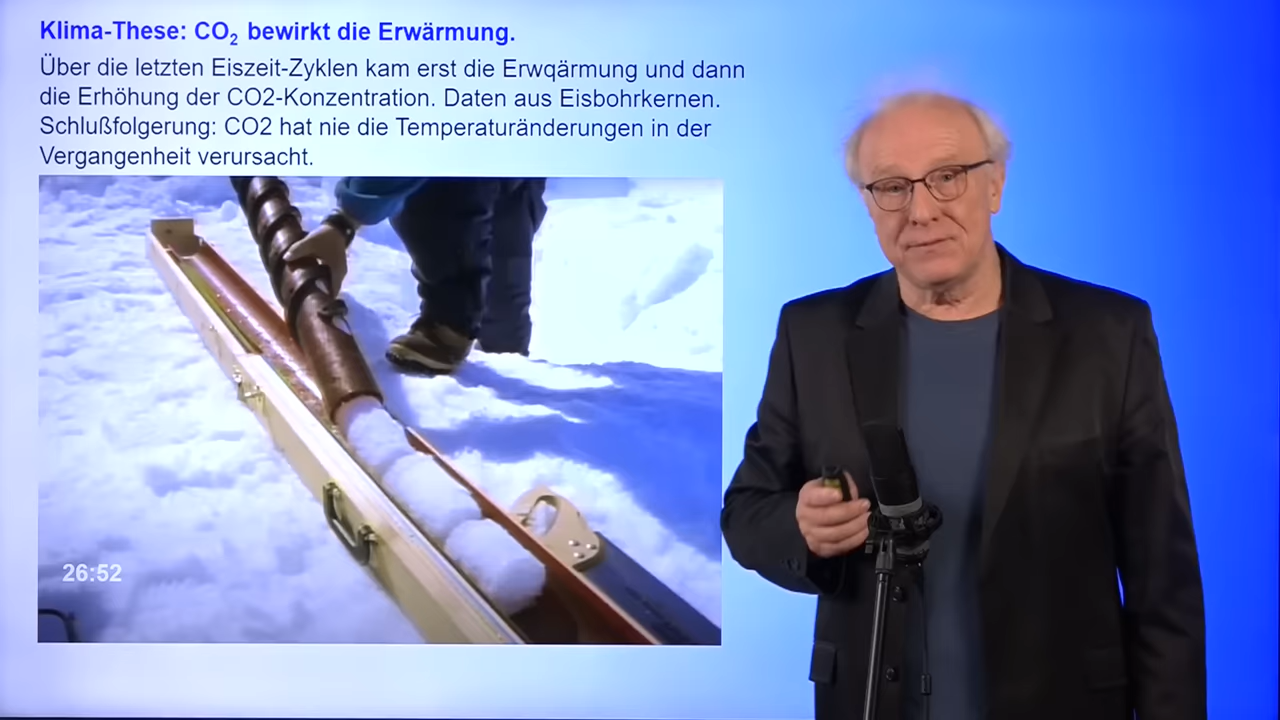 Klima-These: CO₂ bewirkt die Erwärmung.
Über die letzten Eiszeit-Zyklen kam erst die Erwqärmung und dann
die Erhöhung der CO2-Konzentration. Daten aus Eisbohrkernen.
Schlußfolgerung: CO2 hat nie die Temperaturänderungen in der
Vergangenheit verursacht.
26:52